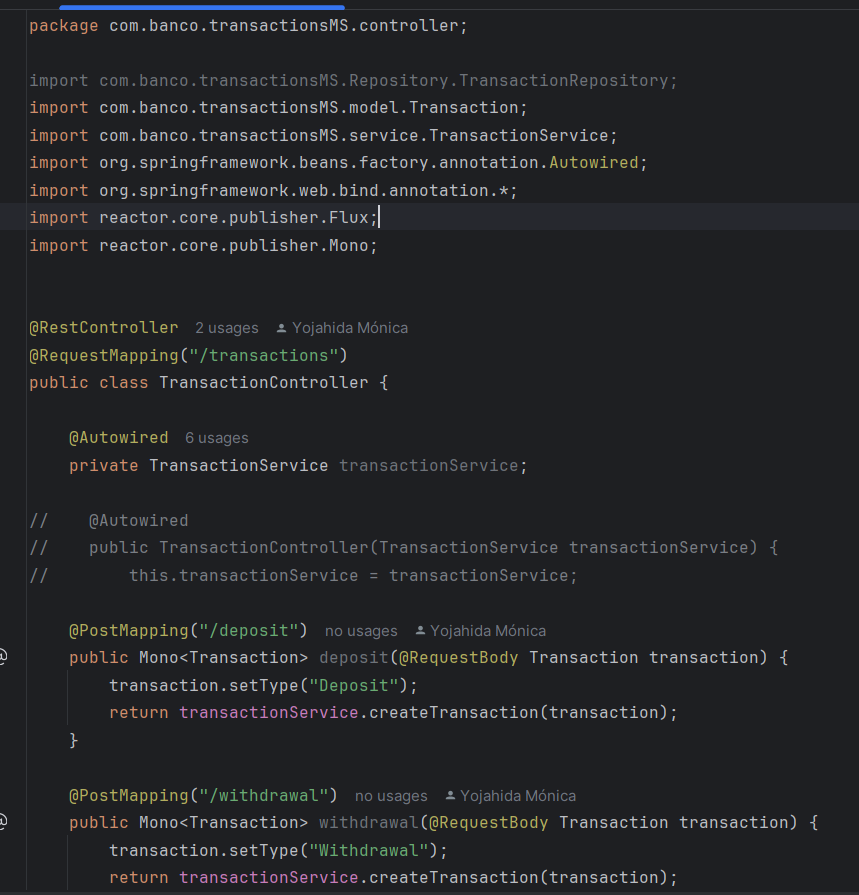 package com.banco.transactionsMS.controller;
import com.banco.transactionsMS.Repository.TransactionRepository;
import com.banco.transactionsMS.model.Transaction;
import com.banco.transactionsMS.service.TransactionService;
import org.springframework.beans.factory.annotation.Autowired;
import org.springframework.web.bind.annotation.*;
import reactor.core.publisher.Flux;
import reactor.core.publisher.Mono;
@RestController 2 usages Yojahida Mónica
@RequestMapping("/transactions")
public class TransactionController {
@Autowired 6 usages
private TransactionService transactionService;
// @Autowired
// public TransactionController(TransactionService transactionService) {
// this.transactionService = transactionService;
@PostMapping("/deposit") no usages Yojahida Mónica
public Mono<Transaction> deposit(@RequestBody Transaction transaction) {
transaction.setType("Deposit");
return transactionService.createTransaction(transaction);
}
@PostMapping("/withdrawal") no usages Yojahida Mónica
public Mono<Transaction> withdrawal(@RequestBody Transaction transaction) {
transaction.setType("Withdrawal");
return transactionService.createTransaction(transaction);